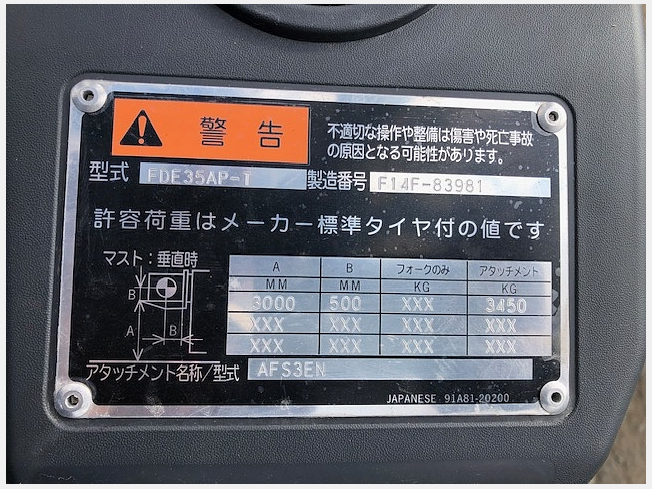 警告
不適切な操作や整備は傷害や死亡事故
の原因となる可能性があります。
型式 FDE35AP-T 製造番号 F14F-83981
許容荷重はメーカー標準タイヤ付の値です
マスト:垂直時
B
A
B
A B フォークのみ アタッチメント
MM MM KG KG
3000 500 XXX 3450
XXX XXX XXX XXX
XXX XXX XXX XXX
アタッチメント名称/型式 AFS3EN
JAPANESE 91A81-20200